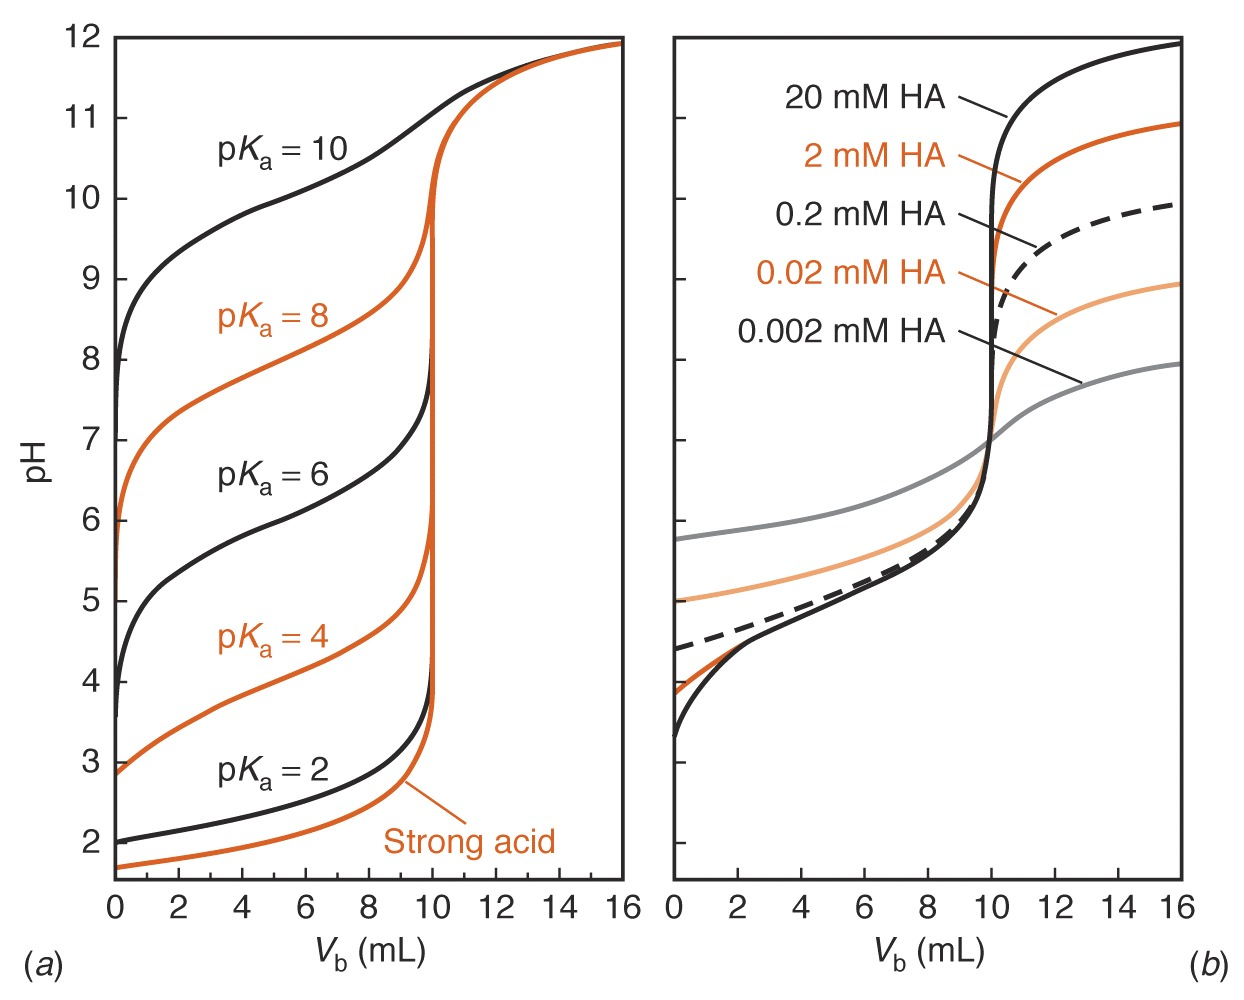 12
11
10
9
8
7
6
5
4
3
2
pH
pKa = 10
pKa = 8
pKa = 6
pKa = 4
pKa = 2
Strong acid
0 2 4 6 8 10 12 14 16
Vb (mL)
(a)
20 mM HA
2 mM HA
0.2 mM HA
0.02 mM HA
0.002 mM HA
0 2 4 6 8 10 12 14 16
Vb (mL)
(b)